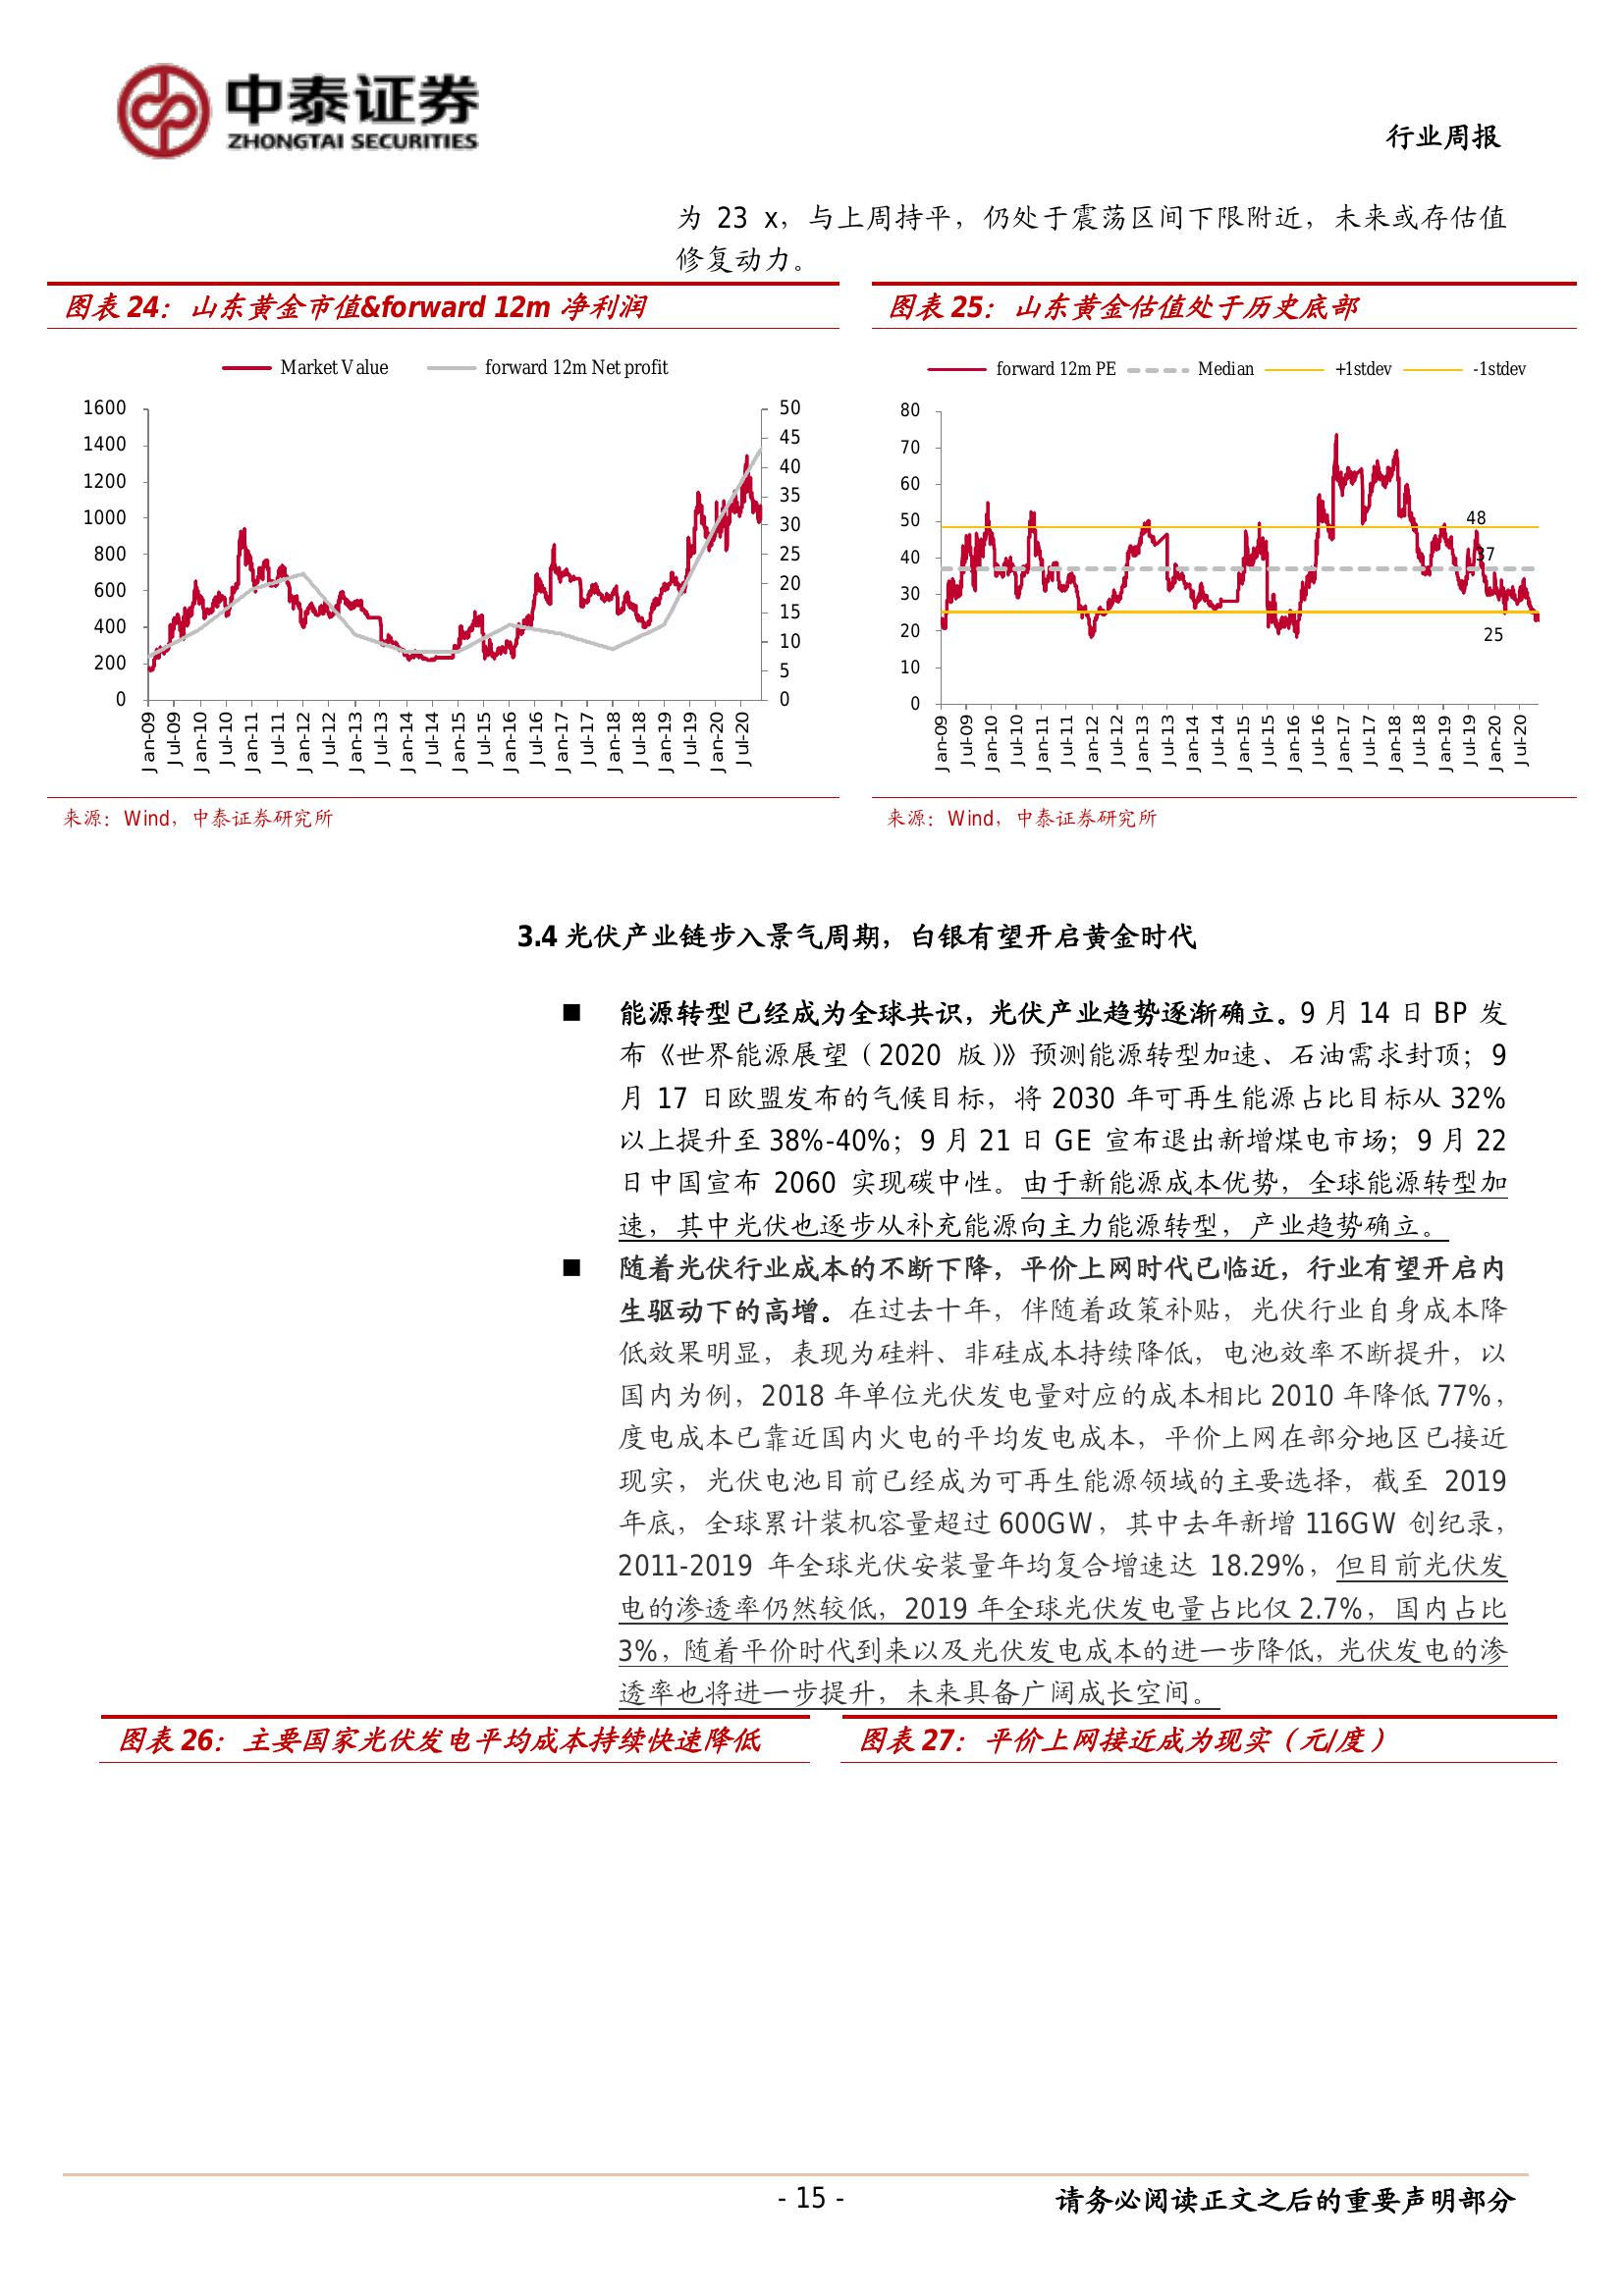 中泰证券
ZHONGTAI SECURITIES
行业周报
为 23 x，与上周持平，仍处于震荡区间下限附近，未来或存估值
修复动力。
图表 24：山东黄金市值&forward 12m 净利润
Market Value forward 12m Net profit
1600
1400
1200
1000
800
600
400
200
0
50
45
40
35
30
25
20
15
10
5
0
Jan-09 Jul-09 Jan-10 Jul-10 Jan-11 Jul-11 Jan-12 Jul-12 Jan-13 Jul-13 Jan-14 Jul-14 Jan-15 Jul-15 Jan-16 Jul-16 Jan-17 Jul-17 Jan-18 Jul-18 Jan-19 Jul-19 Jan-20 Jul-20
来源：Wind，中泰证券研究所
图表 25：山东黄金估值处于历史底部
forward 12m PE Median +1stdev -1stdev
80
70
60
50
40
30
20
10
0
48
37
25
Jan-09 Jul-09 Jan-10 Jul-10 Jan-11 Jul-11 Jan-12 Jul-12 Jan-13 Jul-13 Jan-14 Jul-14 Jan-15 Jul-15 Jan-16 Jul-16 Jan-17 Jul-17 Jan-18 Jul-18 Jan-19 Jul-19 Jan-20 Jul-20
来源：Wind，中泰证券研究所
3.4 光伏产业链步入景气周期，白银有望开启黄金时代
■ 能源转型已经成为全球共识，光伏产业趋势逐渐确立。9 月 14 日 BP 发
布《世界能源展望（2020 版）》预测能源转型加速、石油需求封顶；9
月 17 日欧盟发布的气候目标，将 2030 年可再生能源占比目标从 32%
以上提升至 38%-40%；9 月 21 日 GE 宣布退出新增煤电市场；9 月 22
日中国宣布 2060 实现碳中性。由于新能源成本优势，全球能源转型加
速，其中光伏也逐步从补充能源向主力能源转型，产业趋势确立。
■ 随着光伏行业成本的不断下降，平价上网时代已临近，行业有望开启内
生驱动下的高增。在过去十年，伴随着政策补贴，光伏行业自身成本降
低效果明显，表现为硅料、非硅成本持续降低，电池效率不断提升，以
国内为例，2018 年单位光伏发电量对应的成本相比 2010 年降低 77%，
度电成本已靠近国内火电的平均发电成本，平价上网在部分地区已接近
现实，光伏电池目前已经成为可再生能源领域的主要选择，截至 2019
年底，全球累计装机容量超过 600GW，其中去年新增 116GW 创纪录，
2011-2019 年全球光伏安装量年均复合增速达 18.29%，但目前光伏发
电的渗透率仍然较低，2019 年全球光伏发电量占比仅 2.7%，国内占比
3%，随着平价时代到来以及光伏发电成本的进一步降低，光伏发电的渗
透率也将进一步提升，未来具备广阔成长空间。
图表 26：主要国家光伏发电平均成本持续快速降低
图表 27：平价上网接近成为现实（元/度）
- 15 -
请务必阅读正文之后的重要声明部分